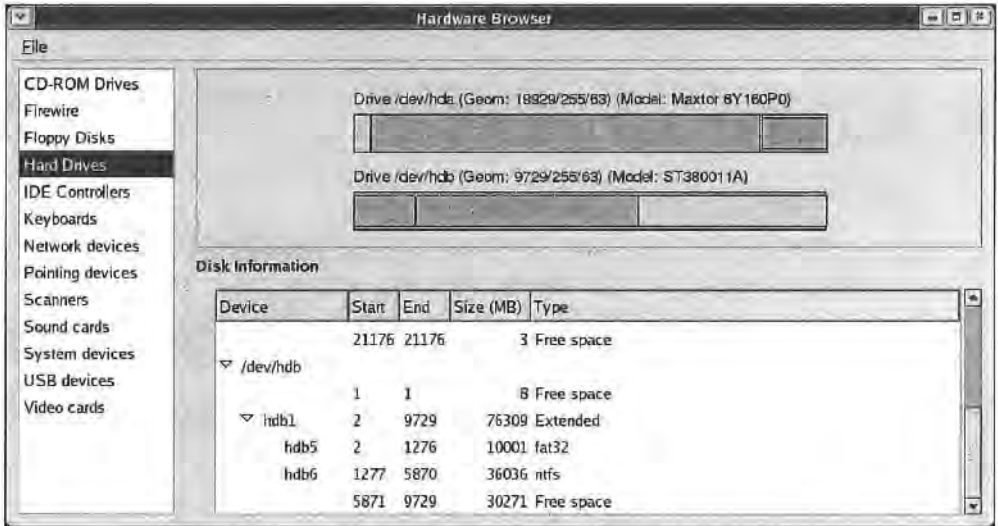 Hardware Browser
File
CD-ROM Drives
Firewire
Floppy Disks
Hard Drives
IDE Controllers
Keyboards
Network devices
Pointing devices
Scanners
Sound cards
System devices
USB devices
Video cards
Drive /dev/hda (Geom: 19929/255/63) (Model: Maxtor 6Y160P0)
Drive /dev/hdb (Geom: 9729/255/63) (Model: ST380011A)
Disk Information
Device Start End Size (MB) Type
21176 21176 3 Free space
/dev/hdb
1 1 8 Free space
hdb1 2 9729 76309 Extended
hdb5 2 1276 10001 fat32
hdb6 1277 5870 36036 ntfs
5871 9729 30271 Free space